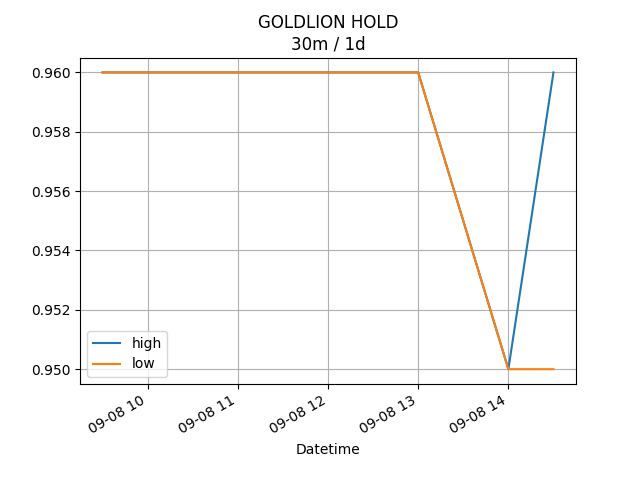 GOLDLION HOLD
30m / 1d
0.960
0.958
0.956
0.954
0.952
0.950
high
low
09-08 10
09-08 11
09-08 12
09-08 13
09-08 14
Datetime